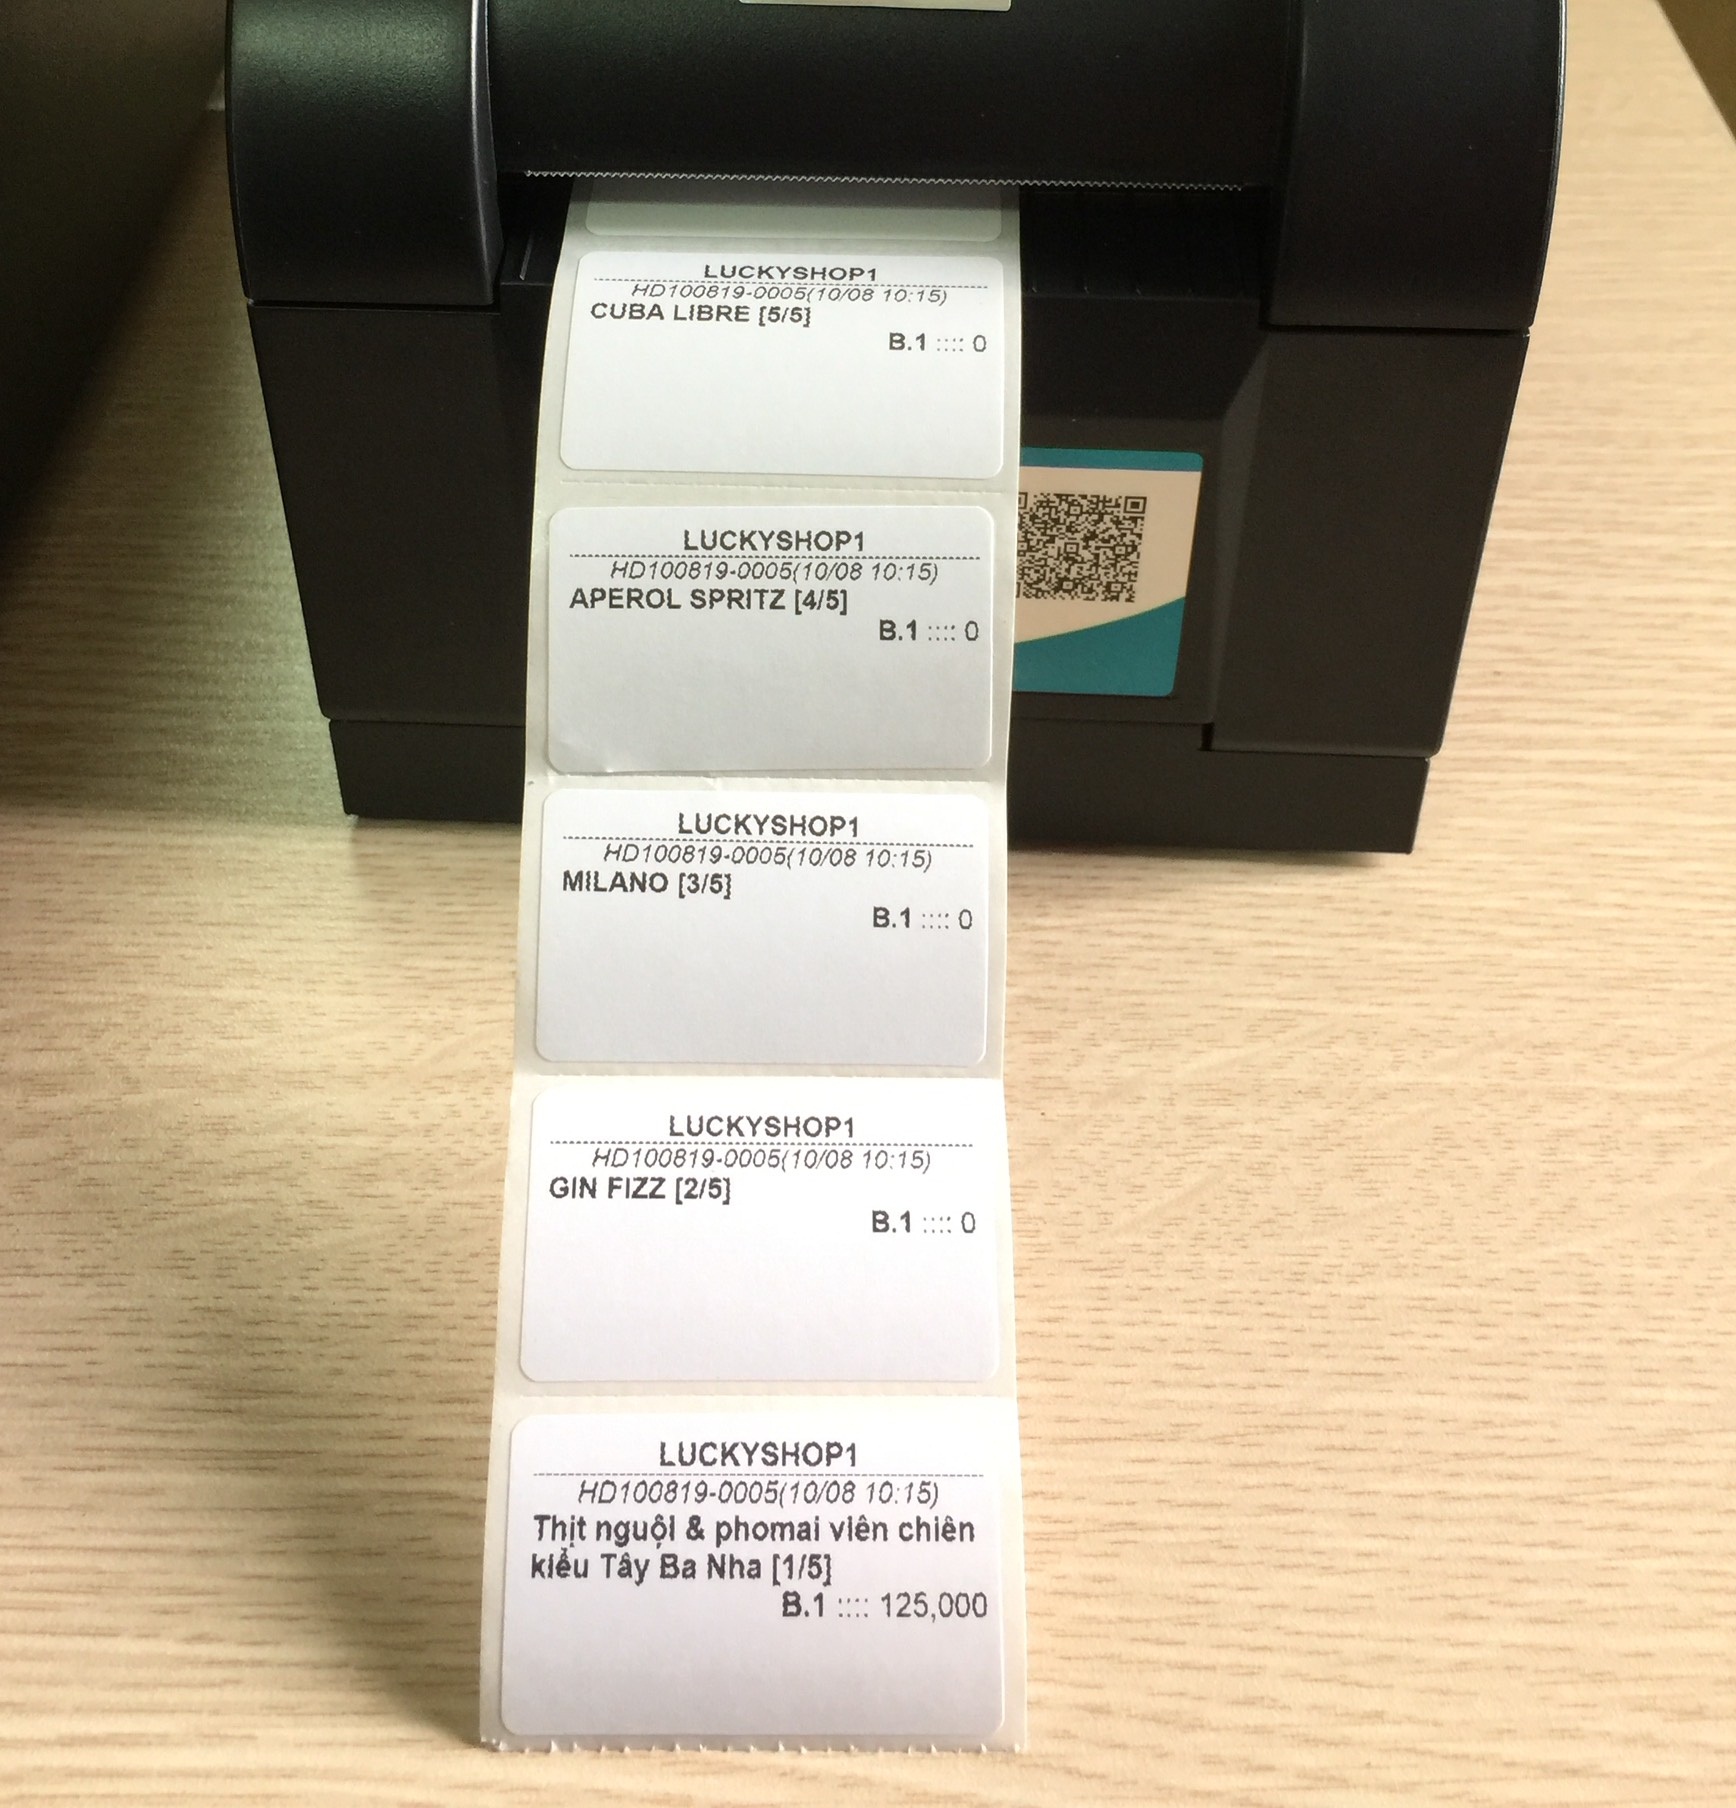 LUCKYSHOP1
HD100819-0005(10/08 10:15)
CUBA LIBRE [5/5]
B.1 :::: 0
LUCKYSHOP1
HD100819-0005(10/08 10:15)
APEROL SPRITZ [4/5]
B.1 :::: 0
LUCKYSHOP1
HD100819-0005(10/08 10:15)
MILANO [3/5]
B.1 :::: 0
LUCKYSHOP1
HD100819-0005(10/08 10:15)
GIN FIZZ [2/5]
B.1 :::: 0
LUCKYSHOP1
HD100819-0005(10/08 10:15)
Thịt nguội & phomai viên chiên
kiểu Tây Ba Nha [1/5]
B.1 :::: 125,000